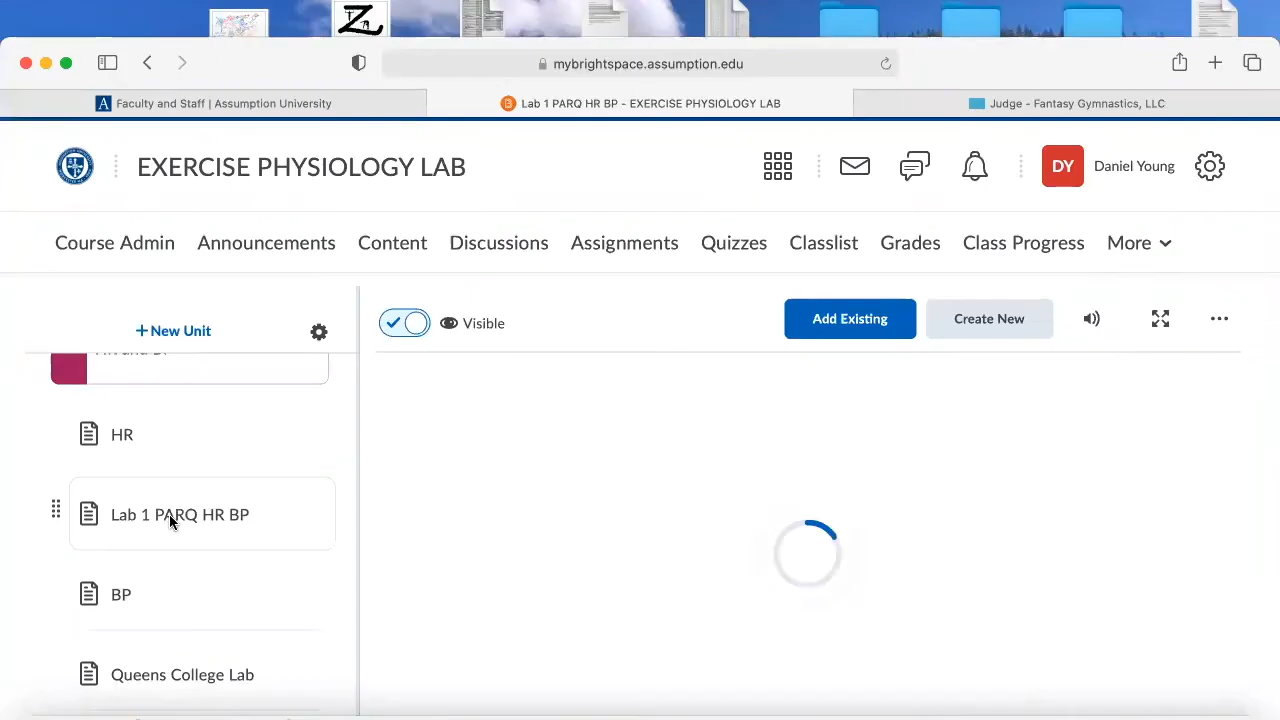 mybrightspace.assumption.edu
Faculty and Staff | Assumption University
Lab 1 PARQ HR BP - EXERCISE PHYSIOLOGY LAB
Judge - Fantasy Gymnastics, LLC
EXERCISE PHYSIOLOGY LAB
DY
Daniel Young
Course Admin
Announcements
Content
Discussions
Assignments
Quizzes
Classlist
Grades
Class Progress
More
+ New Unit
Visible
Add Existing
Create New
HR
Lab 1 PARQ HR BP
BP
Queens College Lab